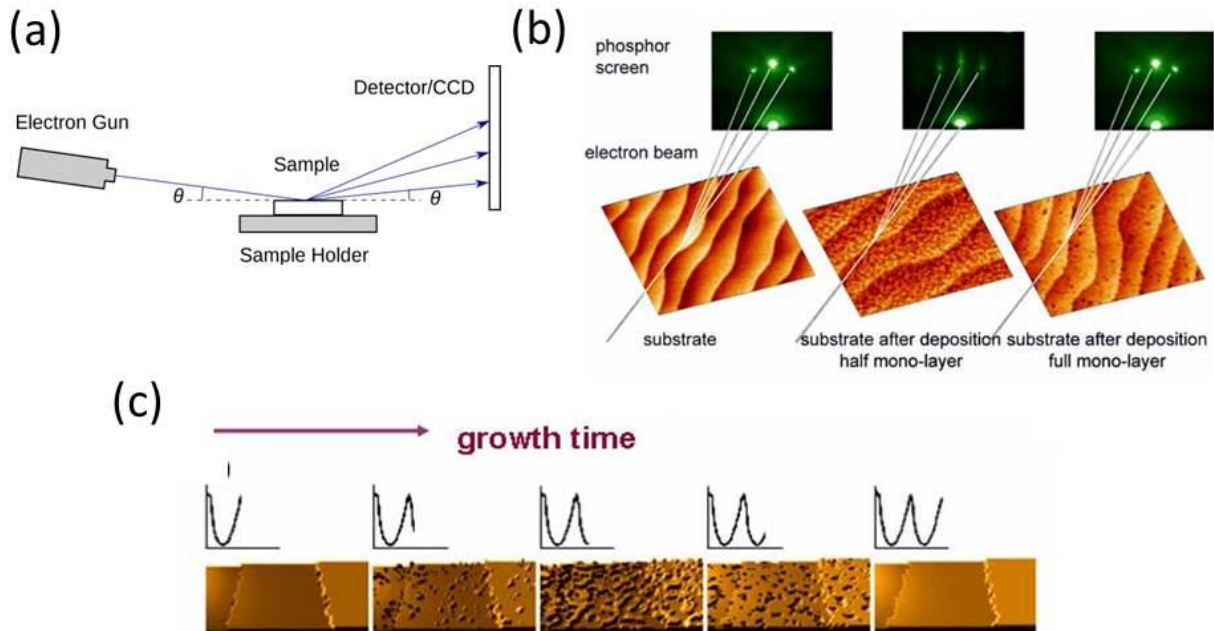 (a)
Electron Gun
θ
Sample
Sample Holder
Detector/CCD
θ
(b)
phosphor
screen
electron beam
substrate
substrate after deposition
half mono-layer
substrate after deposition
full mono-layer
(c)
growth time